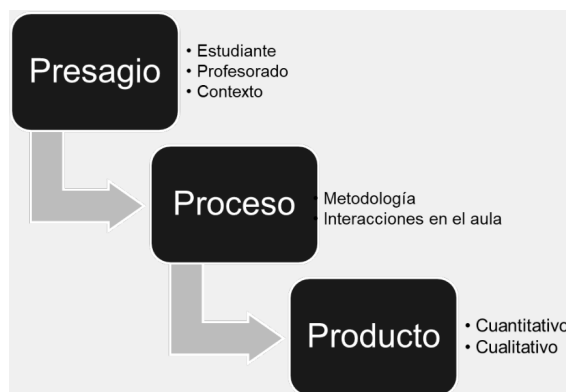 Presagio
• Estudiante
• Profesorado
• Contexto
Proceso
• Metodología
• Interacciones en el aula
Producto
• Cuantitativo
• Cualitativo